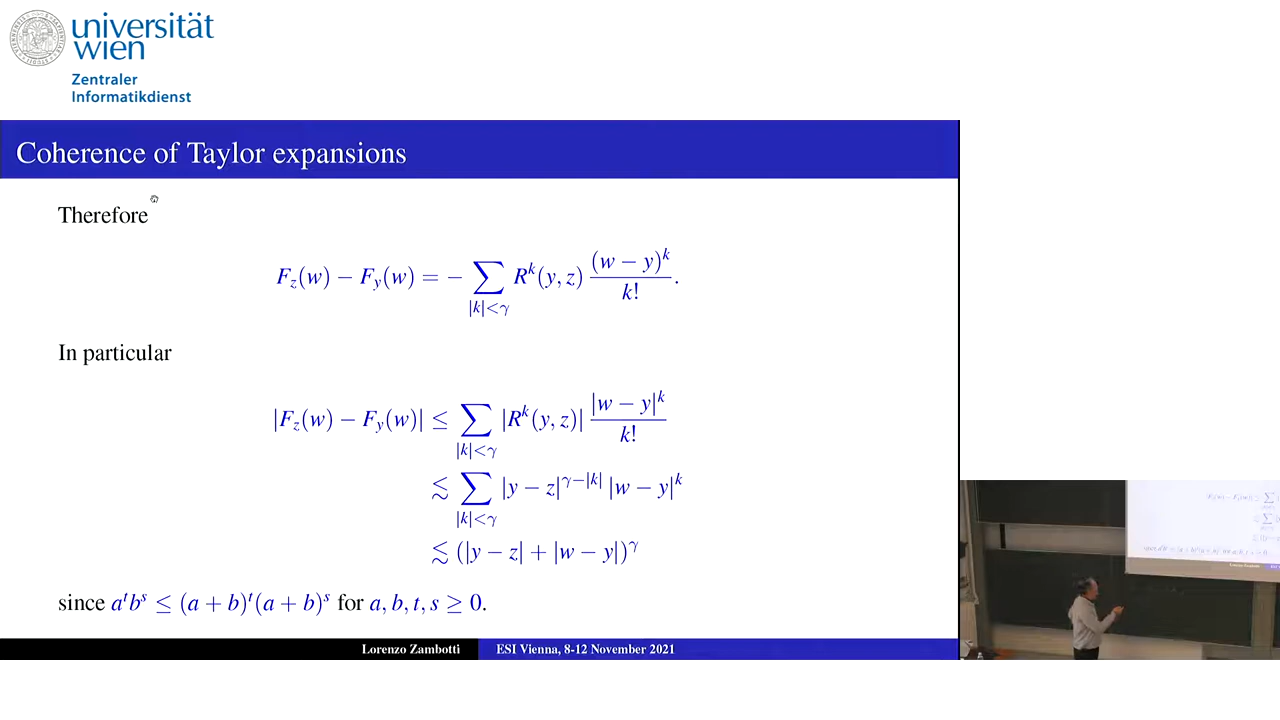 universität
wien
Zentraler
Informatikdienst
Coherence of Taylor expansions
Therefore
F_z(w) − F_y(w) = − ∑_{|k|<γ} R^k(y, z) (w − y)^k / k! .
In particular
|F_z(w) − F_y(w)| ≤ ∑_{|k|<γ} |R^k(y, z)| |w − y|^k / k!
≲ ∑_{|k|<γ} |y − z|^{γ−|k|} |w − y|^k
≲ (|y − z| + |w − y|)^γ
since a^t b^s ≤ (a + b)^t (a + b)^s for a, b, t, s ≥ 0.
Lorenzo Zambotti ESI Vienna, 8-12 November 2021